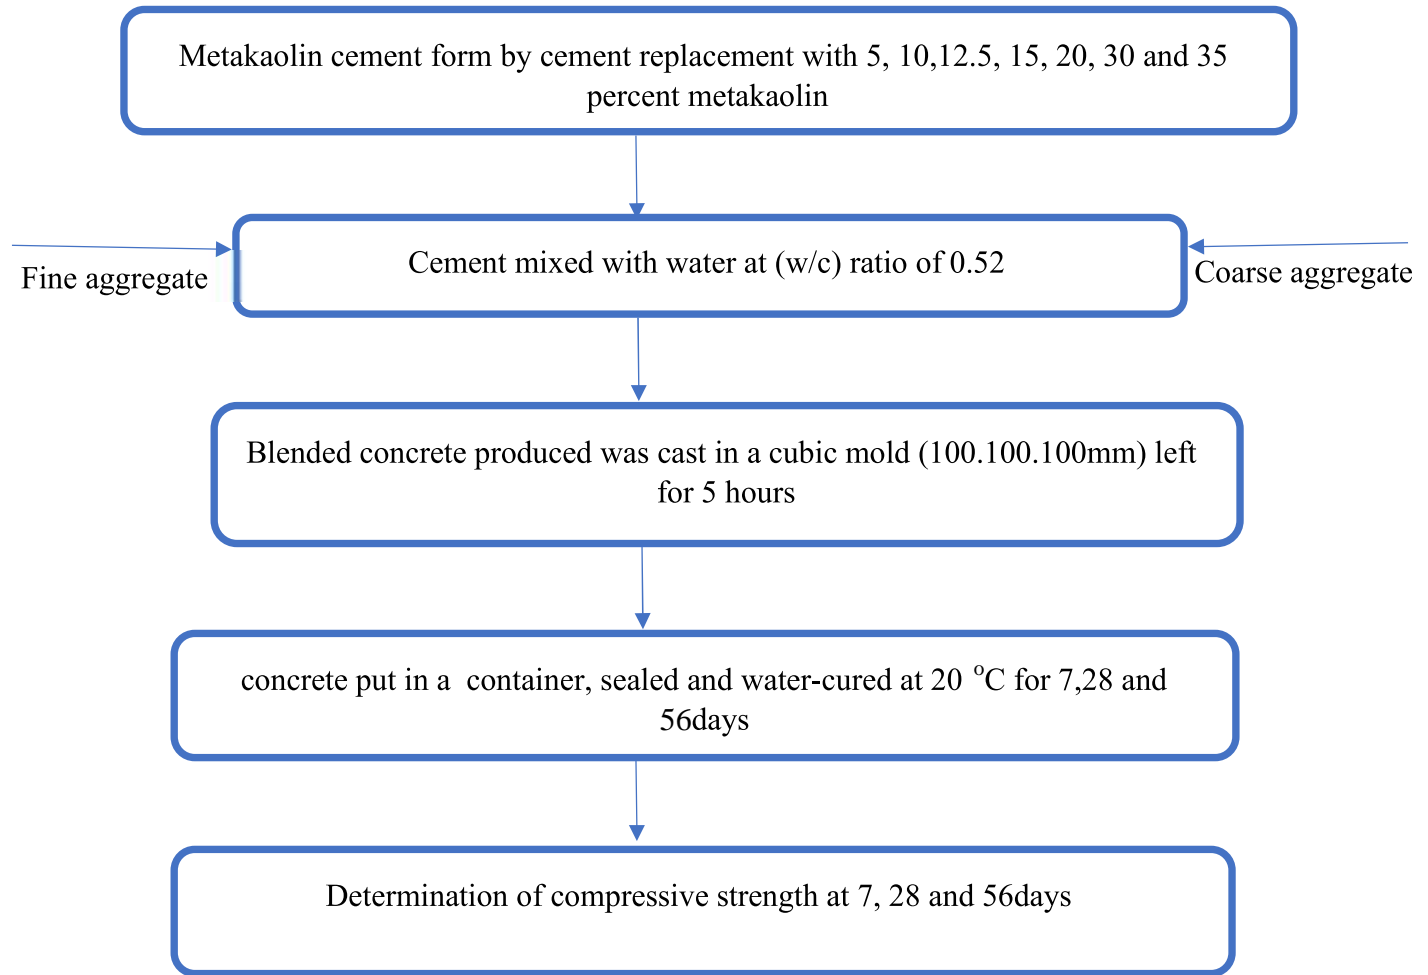 Metakaolin cement form by cement replacement with 5, 10,12.5, 15, 20, 30 and 35
percent metakaolin
Cement mixed with water at (w/c) ratio of 0.52
Fine aggregate
Coarse aggregate
Blended concrete produced was cast in a cubic mold (100.100.100mm) left
for 5 hours
concrete put in a container, sealed and water-cured at 20 °C for 7,28 and
56days
Determination of compressive strength at 7, 28 and 56days